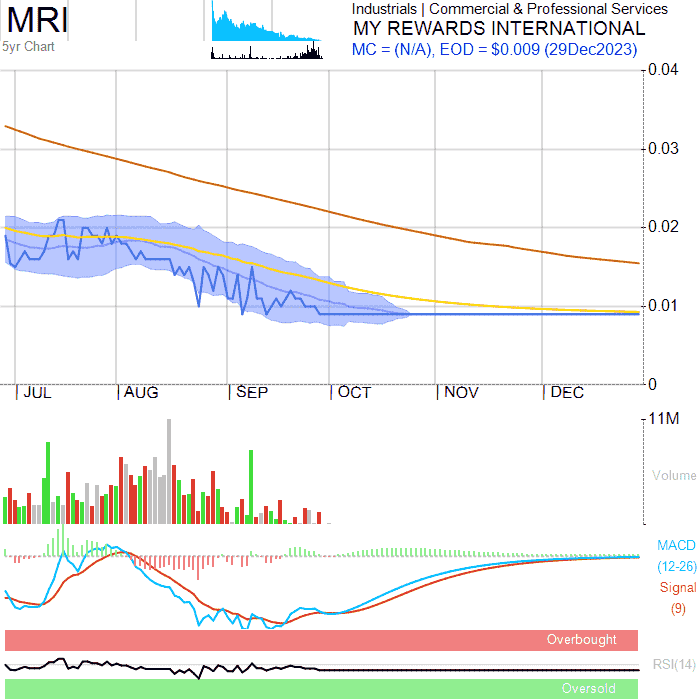 MRI
5yr Chart
Industrials | Commercial & Professional Services
MY REWARDS INTERNATIONAL
MC = (N/A), EOD = $0.009 (29Dec2023)
0.04
0.03
0.02
0.01
0
JUL AUG SEP OCT NOV DEC
11M
Volume
MACD
(12-26)
Signal
(9)
Overbought
RSI(14)
Oversold